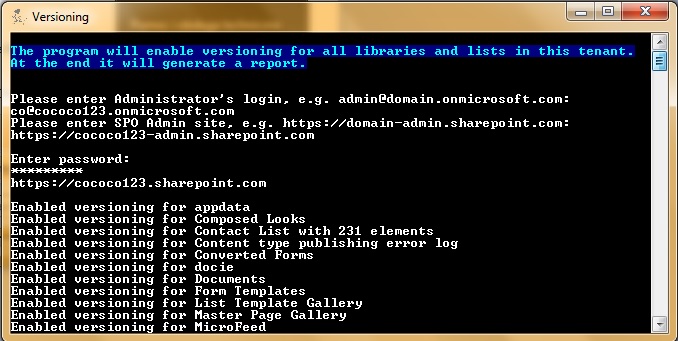 Versioning
The program will enable versioning for all libraries and lists in this tenant.
At the end it will generate a report.
Please enter Administrator's login, e.g. admin@domain.onmicrosoft.com:
co@cococo123.onmicrosoft.com
Please enter SPO Admin site, e.g. https://domain-admin.sharepoint.com:
https://cococo123-admin.sharepoint.com
Enter password:
*********
https://cococo123.sharepoint.com
Enabled versioning for appdata
Enabled versioning for Composed Looks
Enabled versioning for Contact List with 231 elements
Enabled versioning for Content type publishing error log
Enabled versioning for Converted Forms
Enabled versioning for docie
Enabled versioning for Documents
Enabled versioning for Form Templates
Enabled versioning for List Template Gallery
Enabled versioning for Master Page Gallery
Enabled versioning for MicroFeed